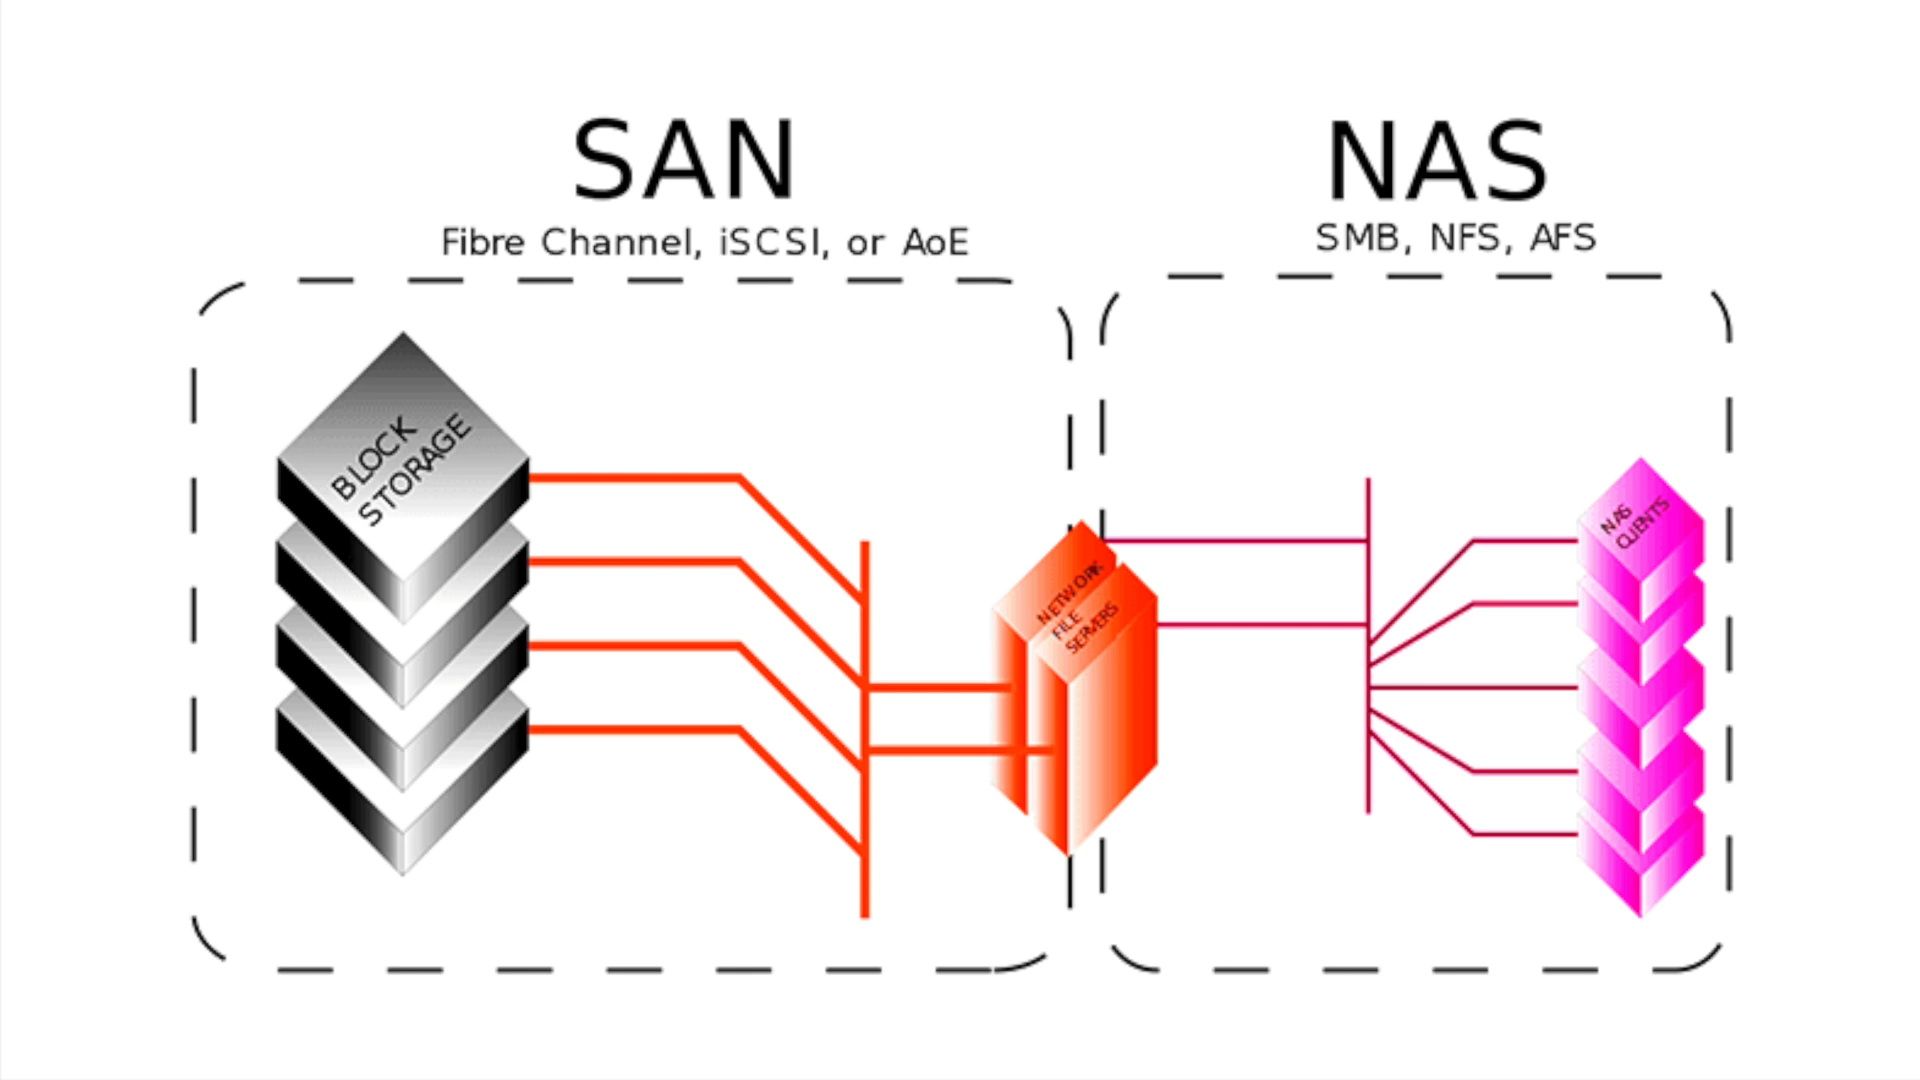 SAN
Fibre Channel, iSCSI, or AoE
NAS
SMB, NFS, AFS
BLOCK
STORAGE
NETWORK
FILE
SERVERS
NAS
CLIENTS